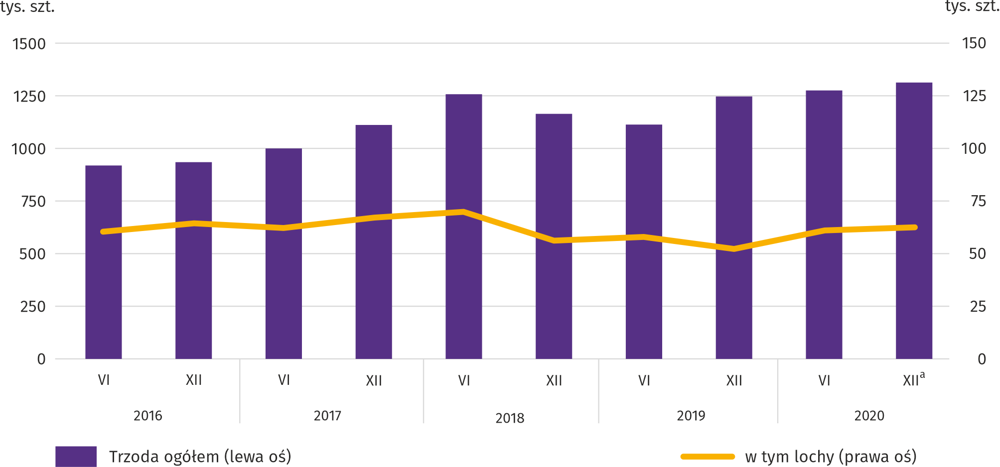 tys. szt. tys. szt.
1500 150
1250 125
1000 100
750 75
500 50
250 25
0 0
VI XII VI XII VI XII VI XII VI XIIª
2016 2017 2018 2019 2020
Trzoda ogółem (lewa oś) w tym lochy (prawa oś)